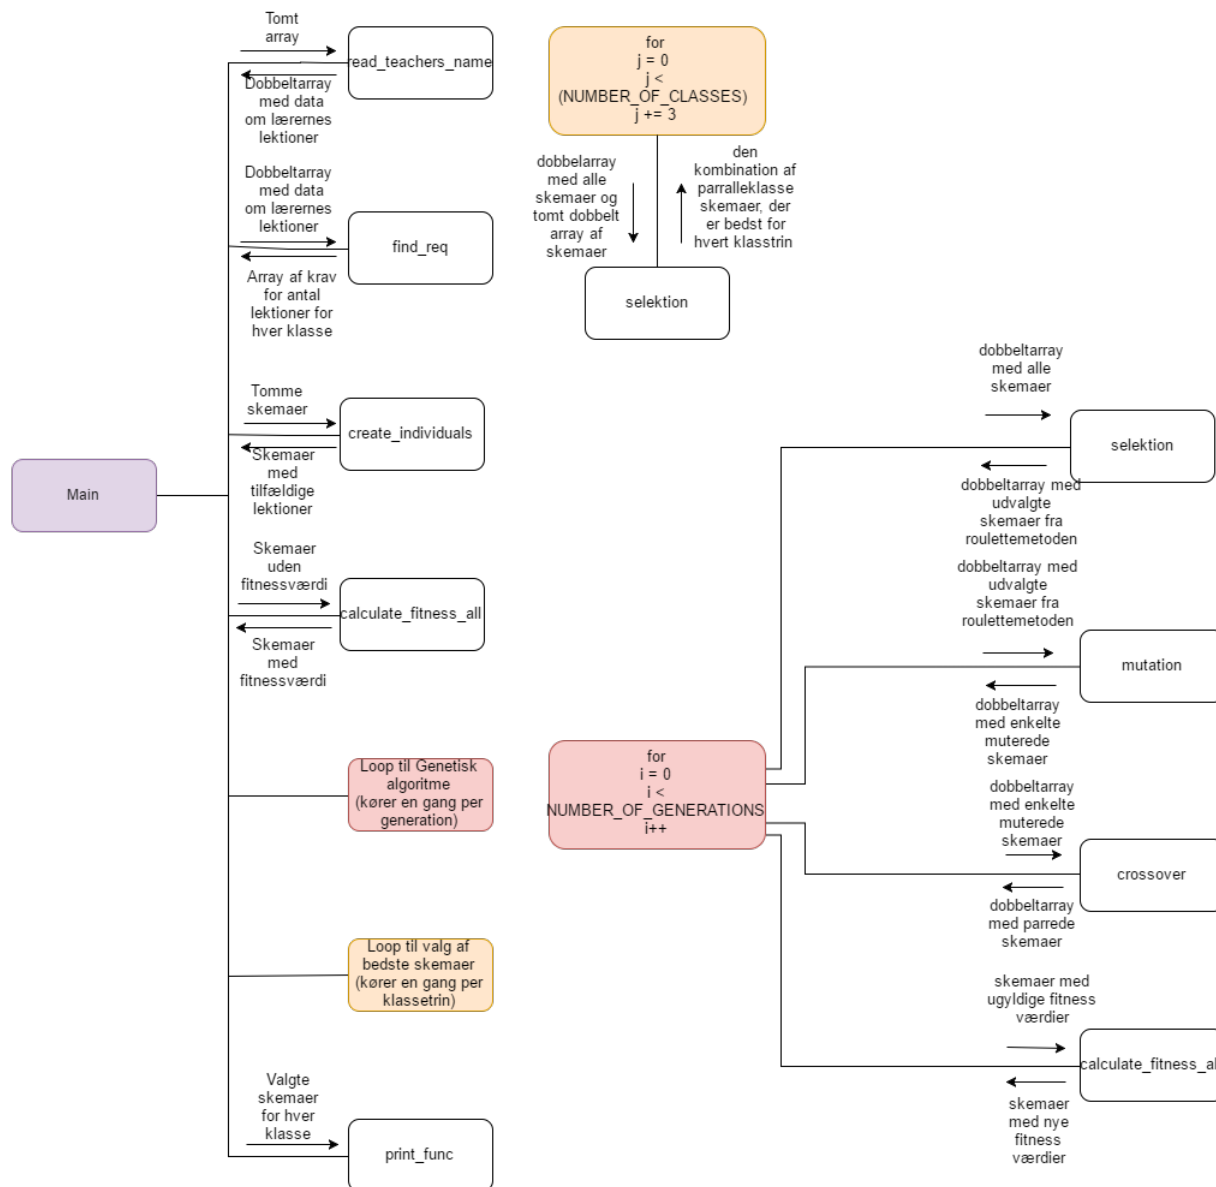 Tomt
array
read_teachers_name
Dobbeltarray
med data
om lærernes
lektioner
Dobbeltarray
med data
om lærernes
lektioner
find_req
Array af krav
for antal
lektioner for
hver klasse
Tomme
skemaer
create_individuals
Skemaer
med
tilfældige
lektioner
Main
Skemaer
uden
fitnessværdi
calculate_fitness_all
Skemaer
med
fitnessværdi
Loop til Genetisk
algoritme
(kører en gang per
generation)
Loop til valg af
bedste skemaer
(kører en gang per
klassetrin)
Valgte
skemaer
for hver
klasse
print_func
for
j = 0
j <
(NUMBER_OF_CLASSES)
j += 3
dobbelarray
med alle
skemaer og
tomt dobbelt
array af
skemaer
den
kombination af
parralleklasse
skemaer, der
er bedst for
hvert klasstrin
selektion
for
i = 0
i <
NUMBER_OF_GENERATIONS
i++
dobbeltarray
med alle
skemaer
selektion
dobbeltarray med
udvalgte
skemaer fra
roulettemetoden
dobbeltarray med
udvalgte
skemaer fra
roulettemetoden
mutation
dobbeltarray
med enkelte
muterede
skemaer
dobbeltarray
med enkelte
muterede
skemaer
crossover
dobbeltarray
med parrede
skemaer
skemaer med
ugyldige fitness
værdier
calculate_fitness_al
skemaer
med nye
fitness
værdier